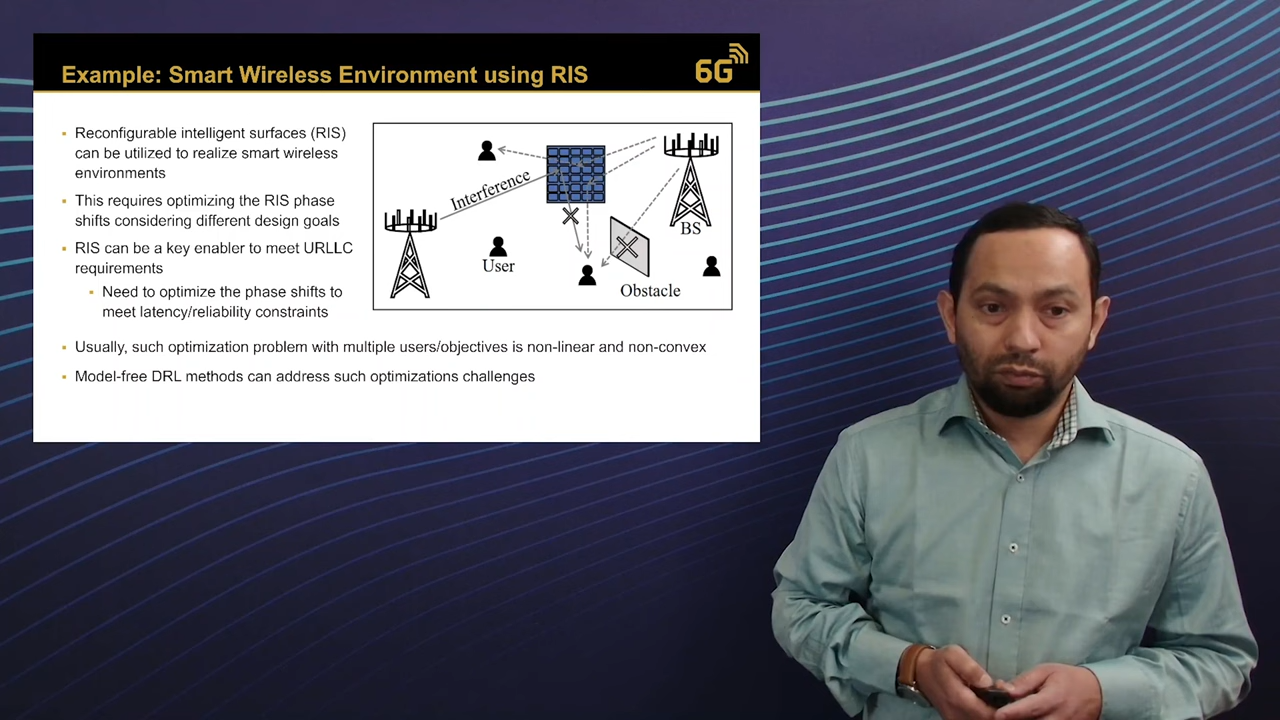 Example: Smart Wireless Environment using RIS
6G
Reconfigurable intelligent surfaces (RIS)
can be utilized to realize smart wireless
environments
This requires optimizing the RIS phase
shifts considering different design goals
RIS can be a key enabler to meet URLLC
requirements
Need to optimize the phase shifts to
meet latency/reliability constraints
Interference
BS
User
Obstacle
Usually, such optimization problem with multiple users/objectives is non-linear and non-convex
Model-free DRL methods can address such optimizations challenges